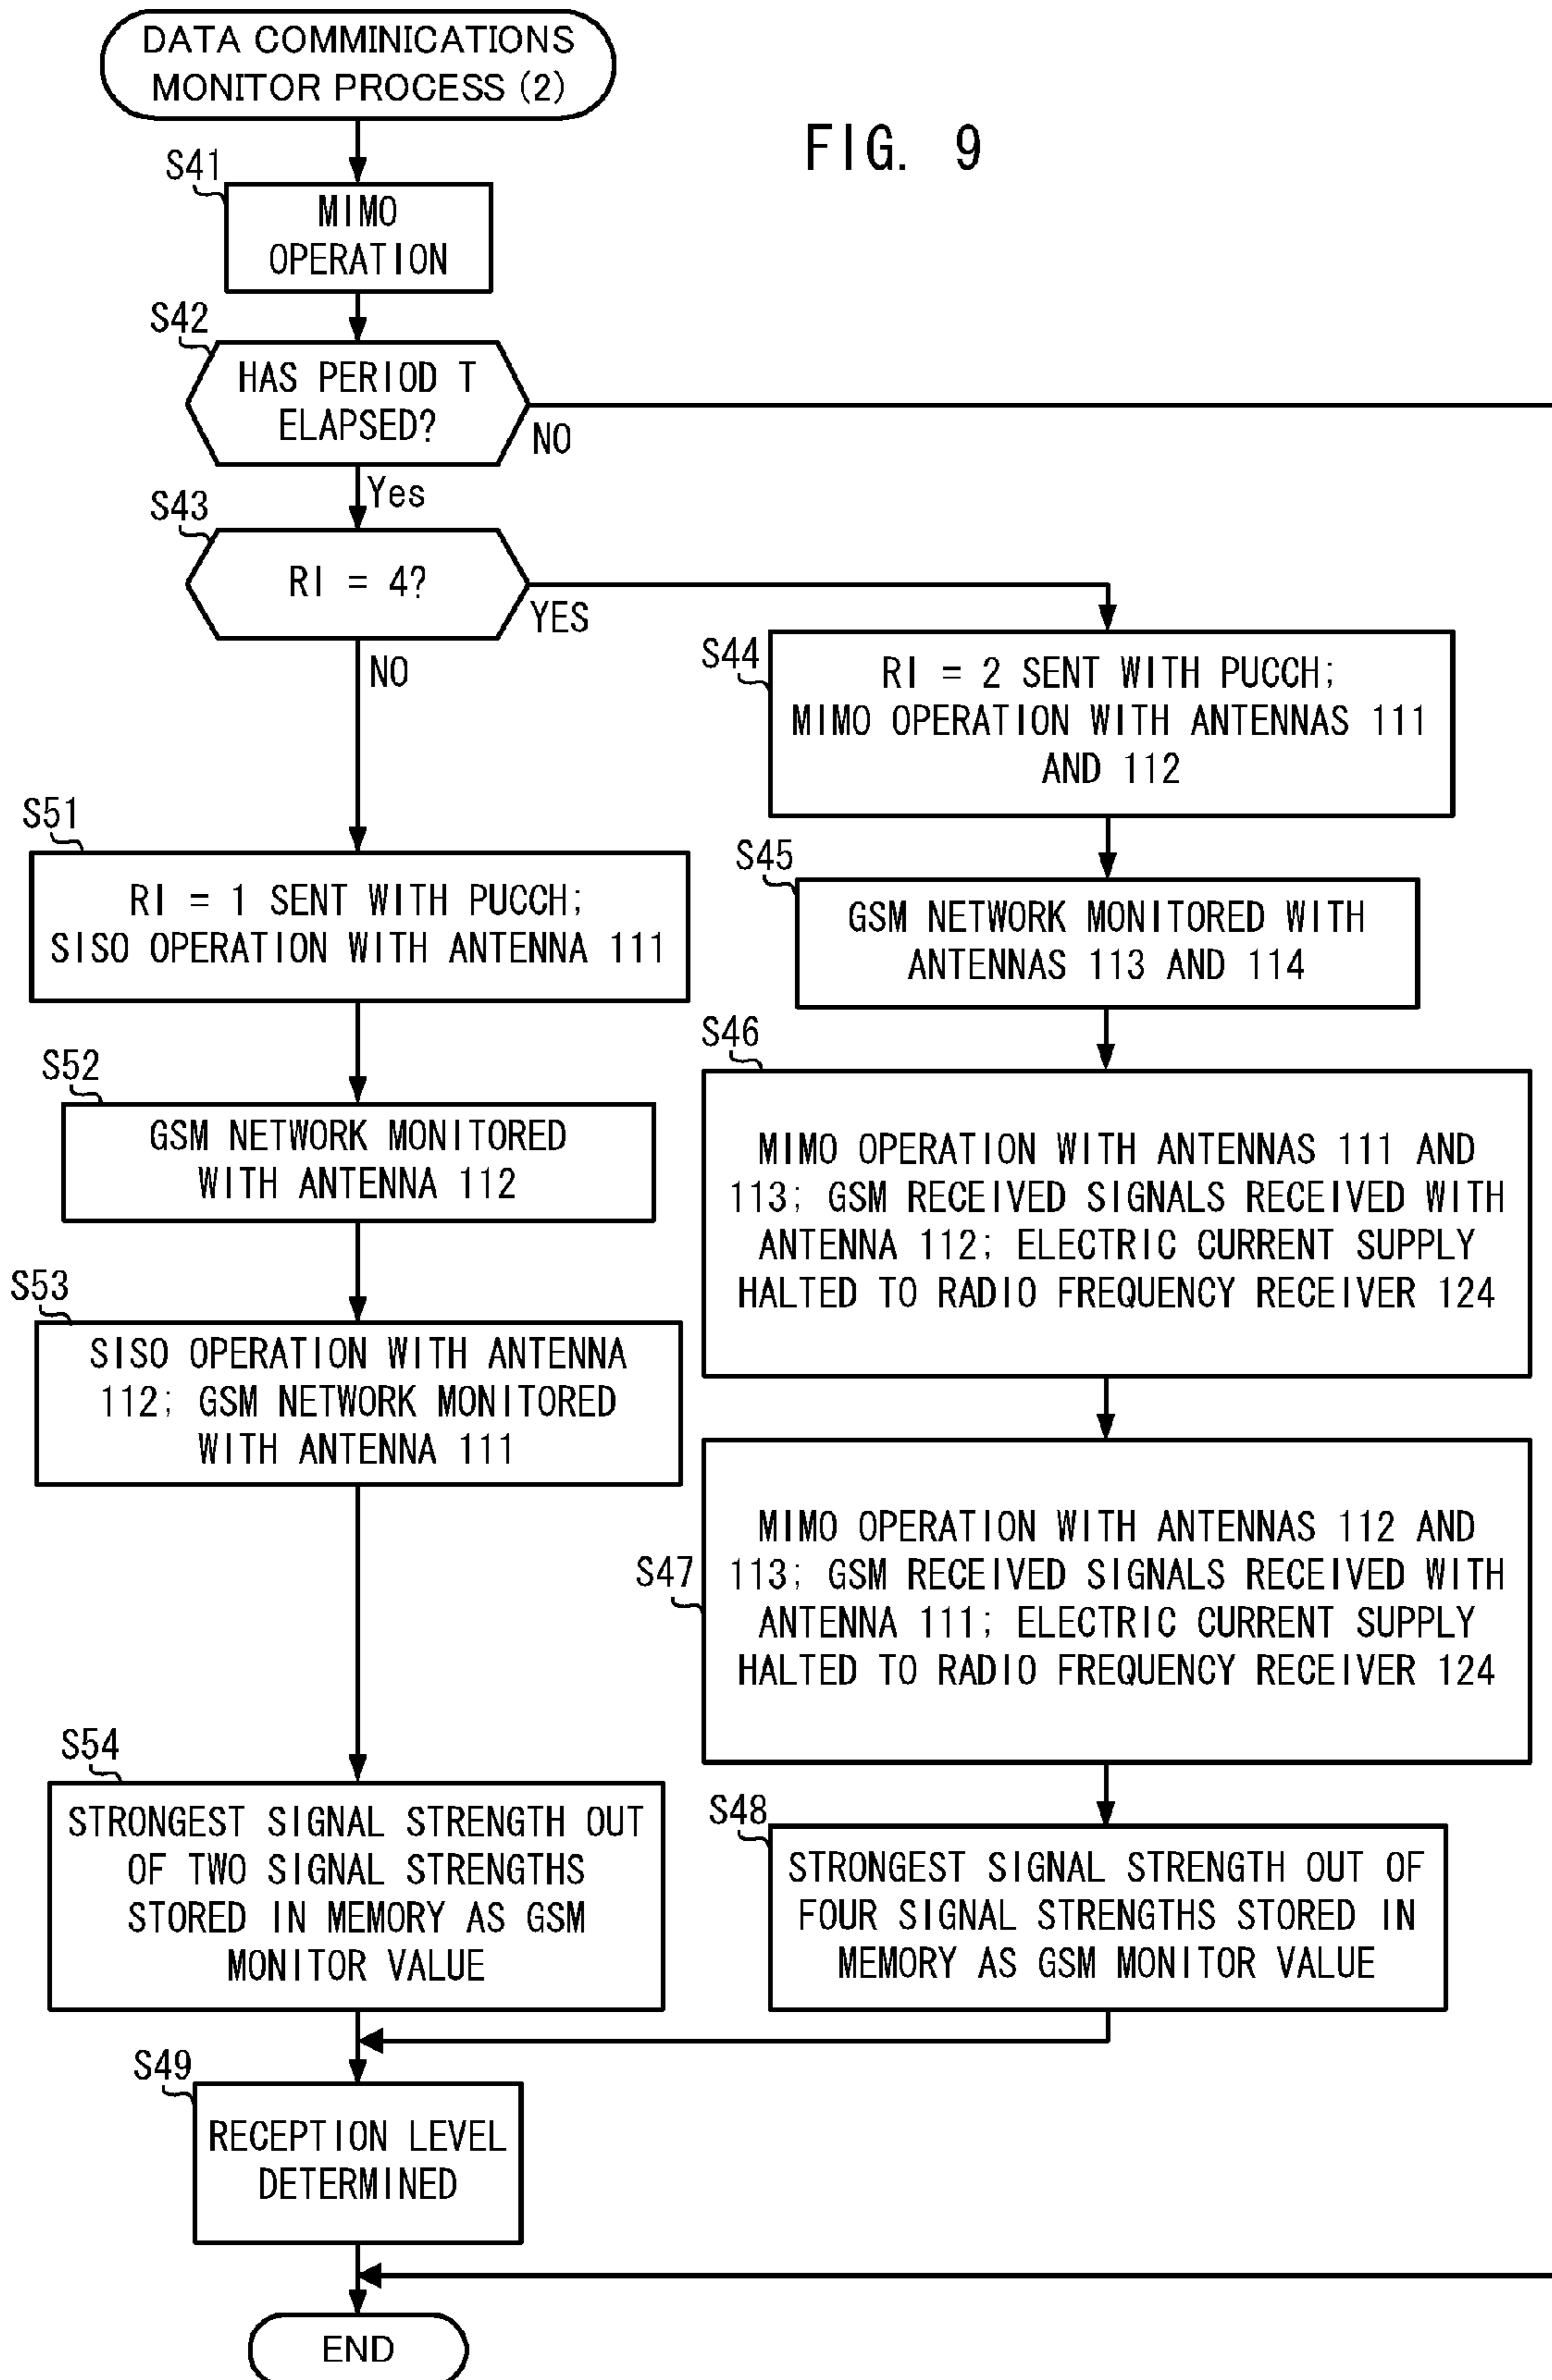 DATA COMMINICATIONS
MONITOR PROCESS (2)
FIG. 9
S41
MIMO
OPERATION
S42
HAS PERIOD T
ELAPSED?
NO
Yes
S43
RI = 4?
YES
NO
S44
RI = 2 SENT WITH PUCCH;
MIMO OPERATION WITH ANTENNAS 111
AND 112
S51
RI = 1 SENT WITH PUCCH;
SISO OPERATION WITH ANTENNA 111
S45
GSM NETWORK MONITORED WITH
ANTENNAS 113 AND 114
S52
GSM NETWORK MONITORED
WITH ANTENNA 112
S46
MIMO OPERATION WITH ANTENNAS 111 AND
113; GSM RECEIVED SIGNALS RECEIVED WITH
ANTENNA 112; ELECTRIC CURRENT SUPPLY
HALTED TO RADIO FREQUENCY RECEIVER 124
S53
SISO OPERATION WITH ANTENNA
112; GSM NETWORK MONITORED
WITH ANTENNA 111
S47
MIMO OPERATION WITH ANTENNAS 112 AND
113; GSM RECEIVED SIGNALS RECEIVED WITH
ANTENNA 111; ELECTRIC CURRENT SUPPLY
HALTED TO RADIO FREQUENCY RECEIVER 124
S54
STRONGEST SIGNAL STRENGTH OUT
OF TWO SIGNAL STRENGTHS
STORED IN MEMORY AS GSM
MONITOR VALUE
S48
STRONGEST SIGNAL STRENGTH OUT OF
FOUR SIGNAL STRENGTHS STORED IN
MEMORY AS GSM MONITOR VALUE
S49
RECEPTION LEVEL
DETERMINED
END